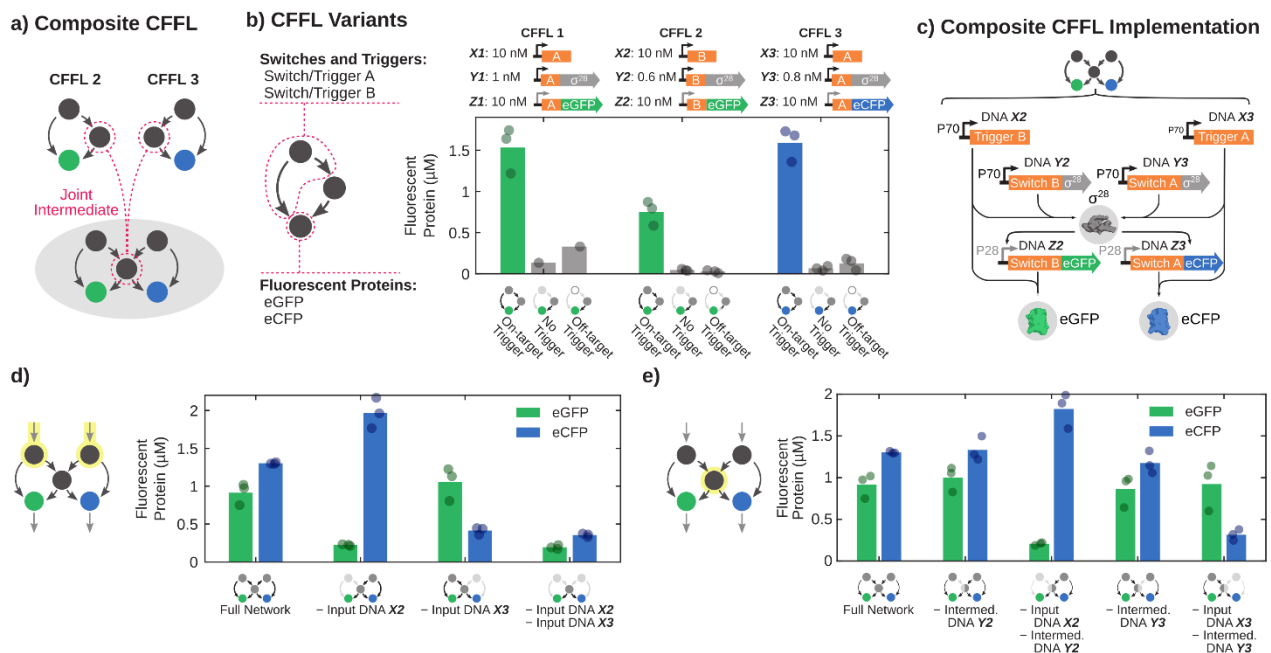 a) Composite CFFL
CFFL 2 CFFL 3
Joint
Intermediate
b) CFFL Variants
Switches and Triggers:
Switch/Trigger A
Switch/Trigger B
Fluorescent Proteins:
eGFP
eCFP
CFFL 1
X1: 10 nM A
Y1: 1 nM A σ28
Z1: 10 nM A eGFP
CFFL 2
X2: 10 nM B
Y2: 0.6 nM B σ28
Z2: 10 nM B eGFP
CFFL 3
X3: 10 nM A
Y3: 0.8 nM A σ28
Z3: 10 nM A eCFP
Fluorescent
Protein (μM)
1.5
1
0.5
0
On-target
Trigger
No
Trigger
Off-target
Trigger
On-target
Trigger
No
Trigger
Off-target
Trigger
On-target
Trigger
No
Trigger
Off-target
Trigger
c) Composite CFFL Implementation
DNA X2
P70
Trigger B
DNA X3
P70
Trigger A
DNA Y2
P70
Switch B σ28
DNA Y3
P70
Switch A σ28
σ28
DNA Z2
P28
Switch B eGFP
DNA Z3
P28
Switch A eCFP
eGFP
eCFP
d)
Fluorescent
Protein (μM)
2
1.5
1
0.5
0
eGFP
eCFP
Full Network
− Input DNA X2
− Input DNA X3
− Input DNA X2
− Input DNA X3
e)
Fluorescent
Protein (μM)
2
1.5
1
0.5
0
eGFP
eCFP
Full Network
− Intermed.
DNA Y2
− Input
DNA X2
− Intermed.
DNA Y2
− Intermed.
DNA Y3
− Input
DNA X3
− Intermed.
DNA Y3